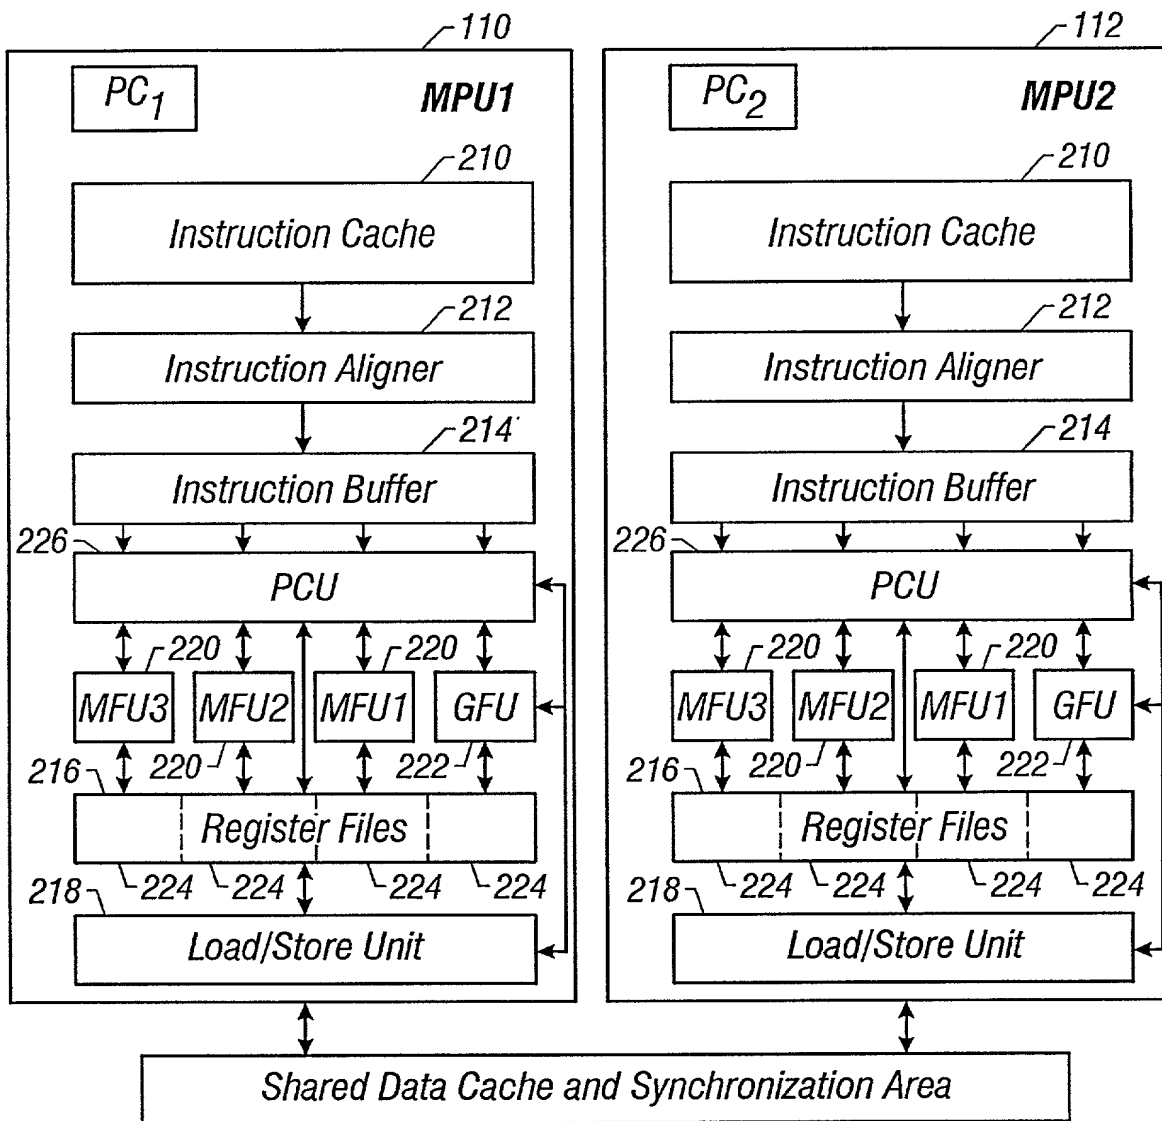 110
PC1
MPU1
210
Instruction Cache
212
Instruction Aligner
214
Instruction Buffer
226
PCU
220
220
MFU3
MFU2
MFU1
GFU
220
222
216
Register Files
224
224
224
224
218
Load/Store Unit
112
PC2
MPU2
210
Instruction Cache
212
Instruction Aligner
214
Instruction Buffer
226
PCU
220
220
MFU3
MFU2
MFU1
GFU
220
222
216
Register Files
224
224
224
224
218
Load/Store Unit
Shared Data Cache and Synchronization Area